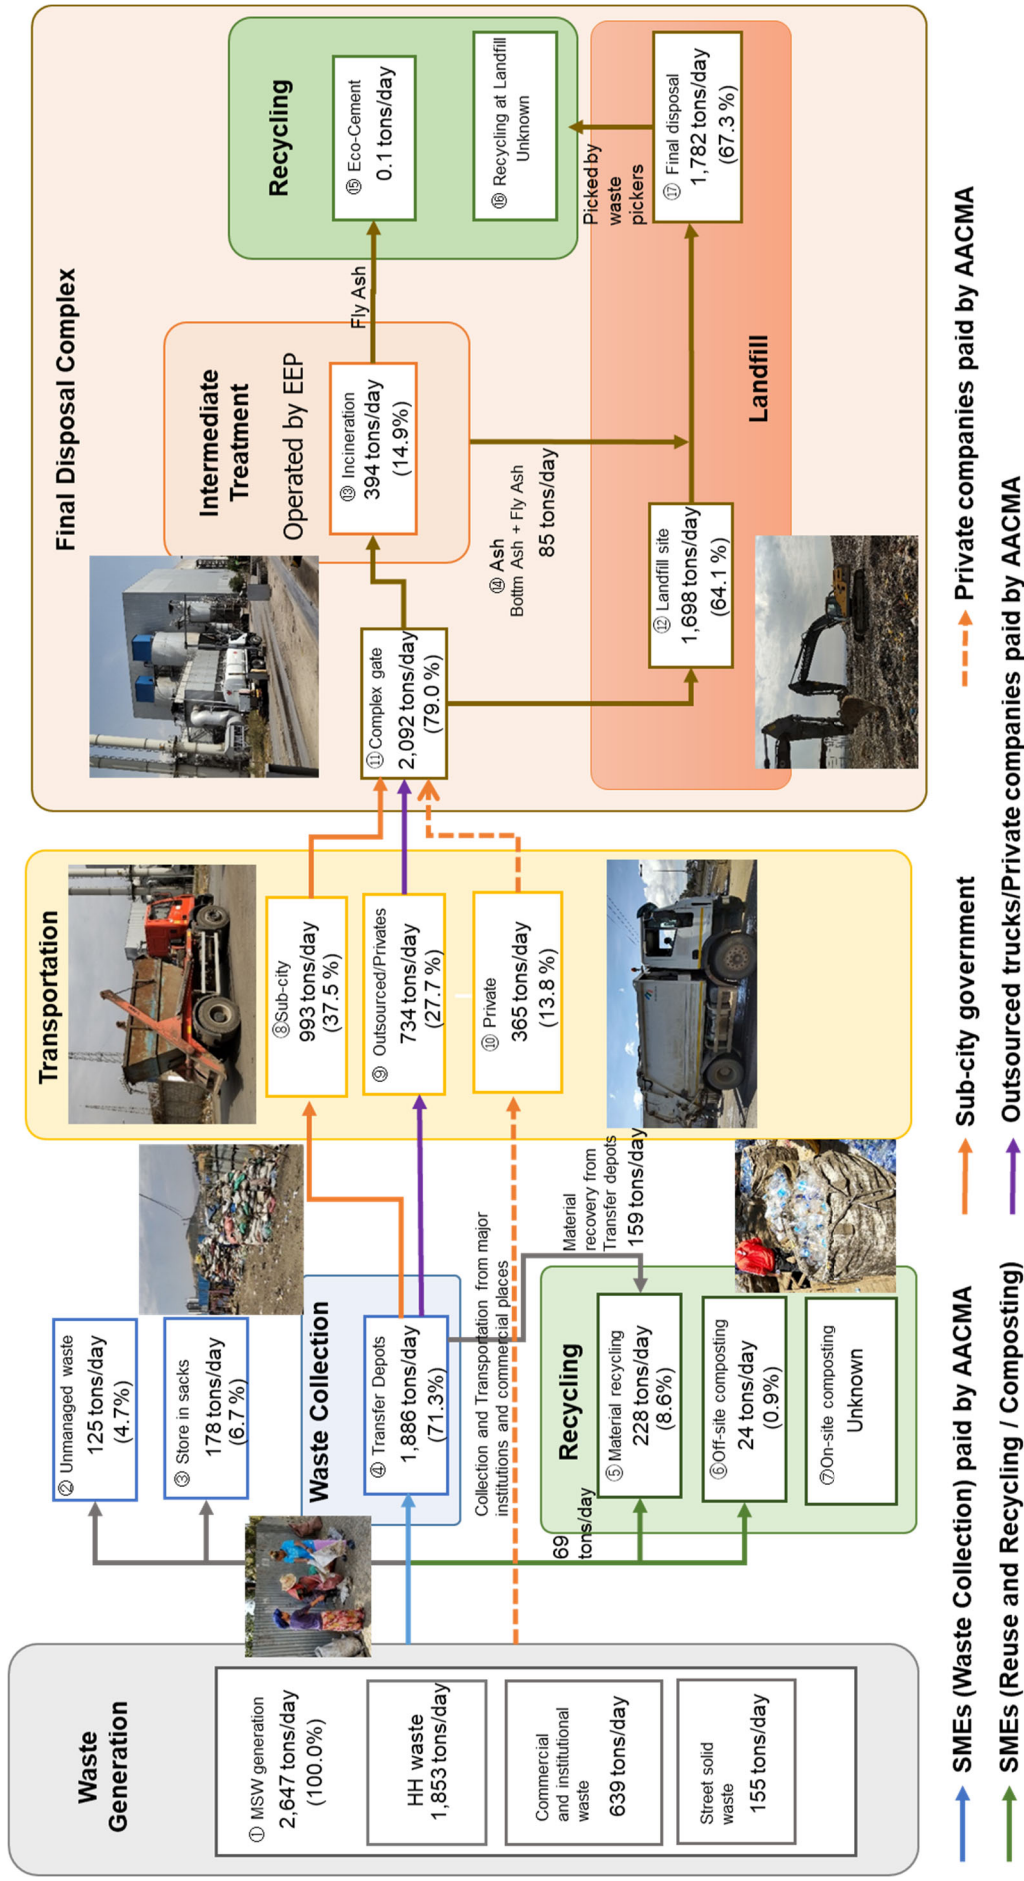 Waste
Generation
① MSW generation
2,647 tons/day
(100.0%)
HH waste
1,853 tons/day
Commercial
and institutional
waste
639 tons/day
Street solid
waste
155 tons/day
② Unmanaged waste
125 tons/day
(4.7%)
③ Store in sacks
178 tons/day
(6.7 %)
Waste Collection
④ Transfer Depots
1,886 tons/day
(71.3%)
Collection and Transportation from major
institutions and commercial places
69
tons/day
Recycling
⑤ Material recycling
228 tons/day
(8.6%)
⑥Off-site composting
24 tons/day
(0.9%)
⑦On-site composting
Unknown
Material
recovery from
Transfer depots
159 tons/day
Transportation
⑧Sub-city
993 tons/day
(37.5 %)
⑨ Outsourced/Privates
734 tons/day
(27.7 %)
⑩ Private
365 tons/day
(13.8 %)
Final Disposal Complex
⑪Complex gate
2,092 tons/day
(79.0 %)
Intermediate
Treatment
Operated by EEP
⑬ Incineration
394 tons/day
(14.9%)
⑭ Ash
Bottm Ash + Fly Ash
85 tons/day
Fly Ash
Recycling
⑮ Eco-Cement
0.1 tons/day
⑯ Recycling at Landfill
Unknown
Picked by
waste
pickers
⑫ Landfill site
1,698 tons/day
(64.1 %)
⑰ Final disposal
1,782 tons/day
(67.3 %)
Landfill
SMEs (Waste Collection) paid by AACMA
Sub-city government
Private companies paid by AACMA
SMEs (Reuse and Recycling / Composting)
Outsourced trucks/Private companies paid by AACMA